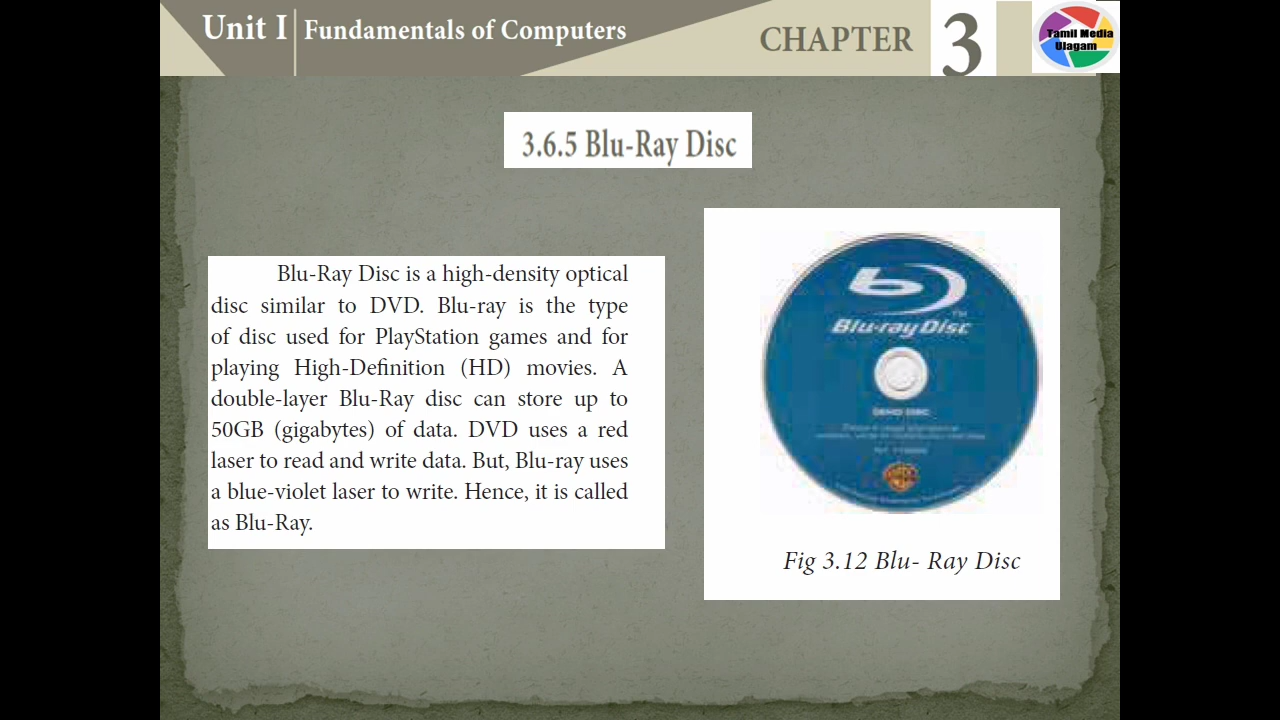 Unit I Fundamentals of Computers
CHAPTER 3
Tamil Media
Ulagam
3.6.5 Blu-Ray Disc
Blu-Ray Disc is a high-density optical
disc similar to DVD. Blu-ray is the type
of disc used for PlayStation games and for
playing High-Definition (HD) movies. A
double-layer Blu-Ray disc can store up to
50GB (gigabytes) of data. DVD uses a red
laser to read and write data. But, Blu-ray uses
a blue-violet laser to write. Hence, it is called
as Blu-Ray.
Blu-ray Disc
TM
DEMO DISC
Fig 3.12 Blu- Ray Disc